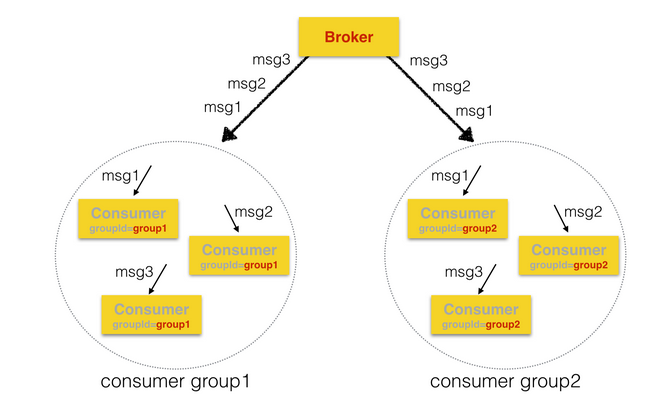 Broker
msg3
msg2
msg1
msg3
msg2
msg1
msg1
Consumer
groupId=group1
msg2
Consumer
groupId=group1
msg3
Consumer
groupId=group1
consumer group1
msg1
Consumer
groupId=group2
msg2
Consumer
groupId=group2
msg3
Consumer
groupId=group2
consumer group2